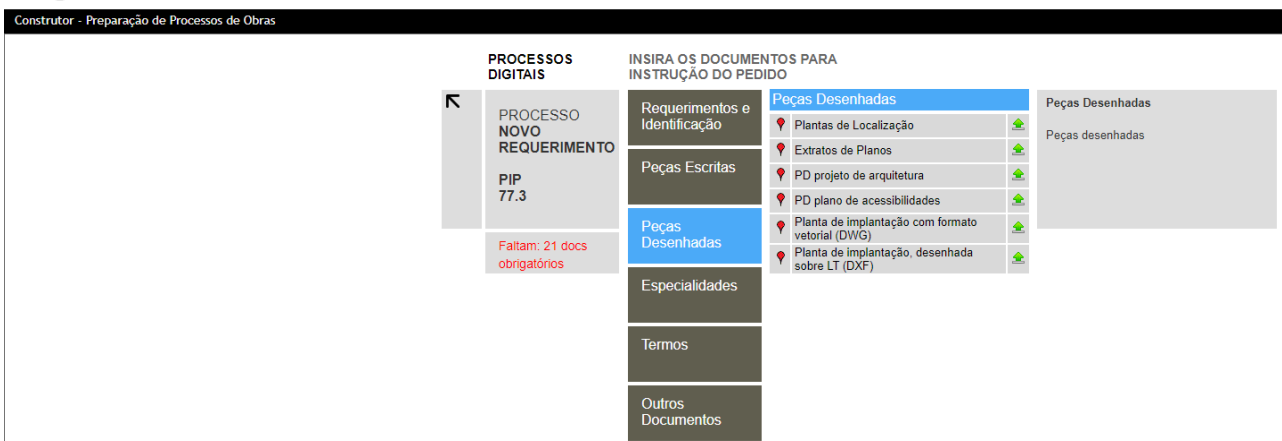 Construtor - Preparação de Processos de Obras
PROCESSOS
DIGITAIS
INSIRA OS DOCUMENTOS PARA
INSTRUÇÃO DO PEDIDO
PROCESSO
NOVO
REQUERIMENTO
PIP
77.3
Faltam: 21 docs
obrigatórios
Requerimentos e
Identificação
Peças Escritas
Peças
Desenhadas
Especialidades
Termos
Outros
Documentos
Peças Desenhadas
Plantas de Localização
Extratos de Planos
PD projeto de arquitetura
PD plano de acessibilidades
Planta de implantação com formato
vetorial (DWG)
Planta de implantação, desenhada
sobre LT (DXF)
Peças Desenhadas
Peças desenhadas